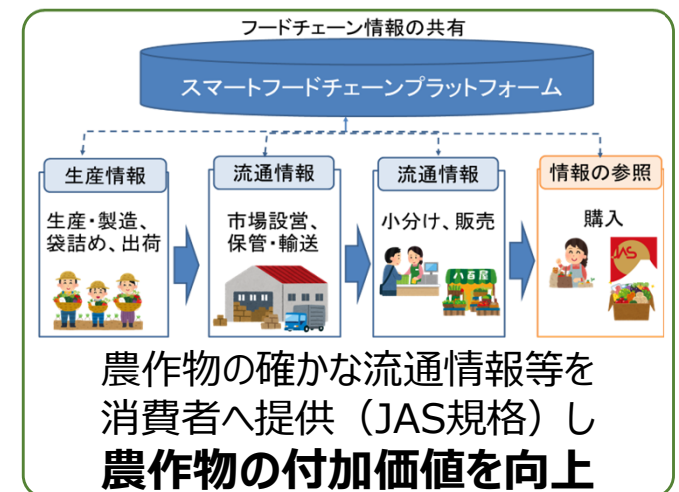 フードチェーン情報の共有
スマートフードチェーンプラットフォーム
生産情報
生産・製造、
袋詰め、出荷
流通情報
市場設営、
保管・輸送
流通情報
小分け、販売
八百屋
情報の参照
購入
JAS
農作物の確かな流通情報等を
消費者へ提供（JAS規格）し
農作物の付加価値を向上